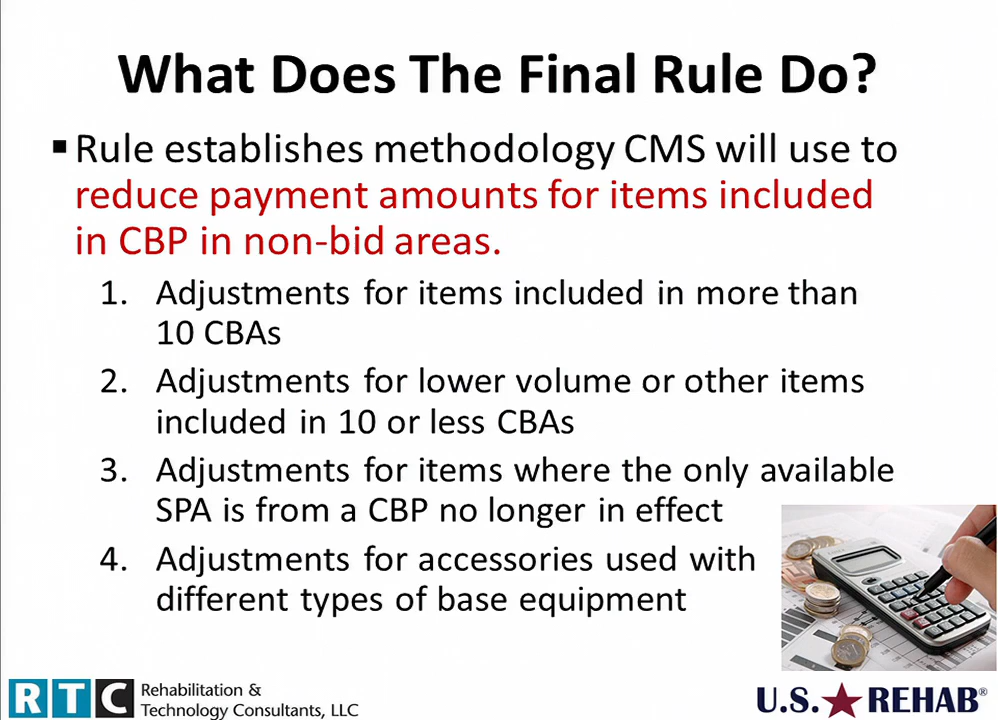 What Does The Final Rule Do?
▪ Rule establishes methodology CMS will use to
reduce payment amounts for items included
in CBP in non-bid areas.
1. Adjustments for items included in more than
10 CBAs
2. Adjustments for lower volume or other items
included in 10 or less CBAs
3. Adjustments for items where the only available
SPA is from a CBP no longer in effect
4. Adjustments for accessories used with
different types of base equipment
RTC Rehabilitation &
Technology Consultants, LLC
U.S. REHAB®